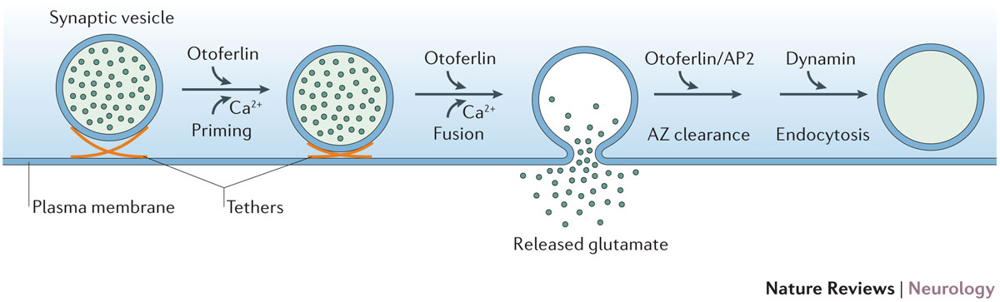 Synaptic vesicle
Otoferlin
Ca²⁺
Priming
Otoferlin
Ca²⁺
Fusion
Otoferlin/AP2
AZ clearance
Dynamin
Endocytosis
Plasma membrane
Tethers
Released glutamate
Nature Reviews | Neurology